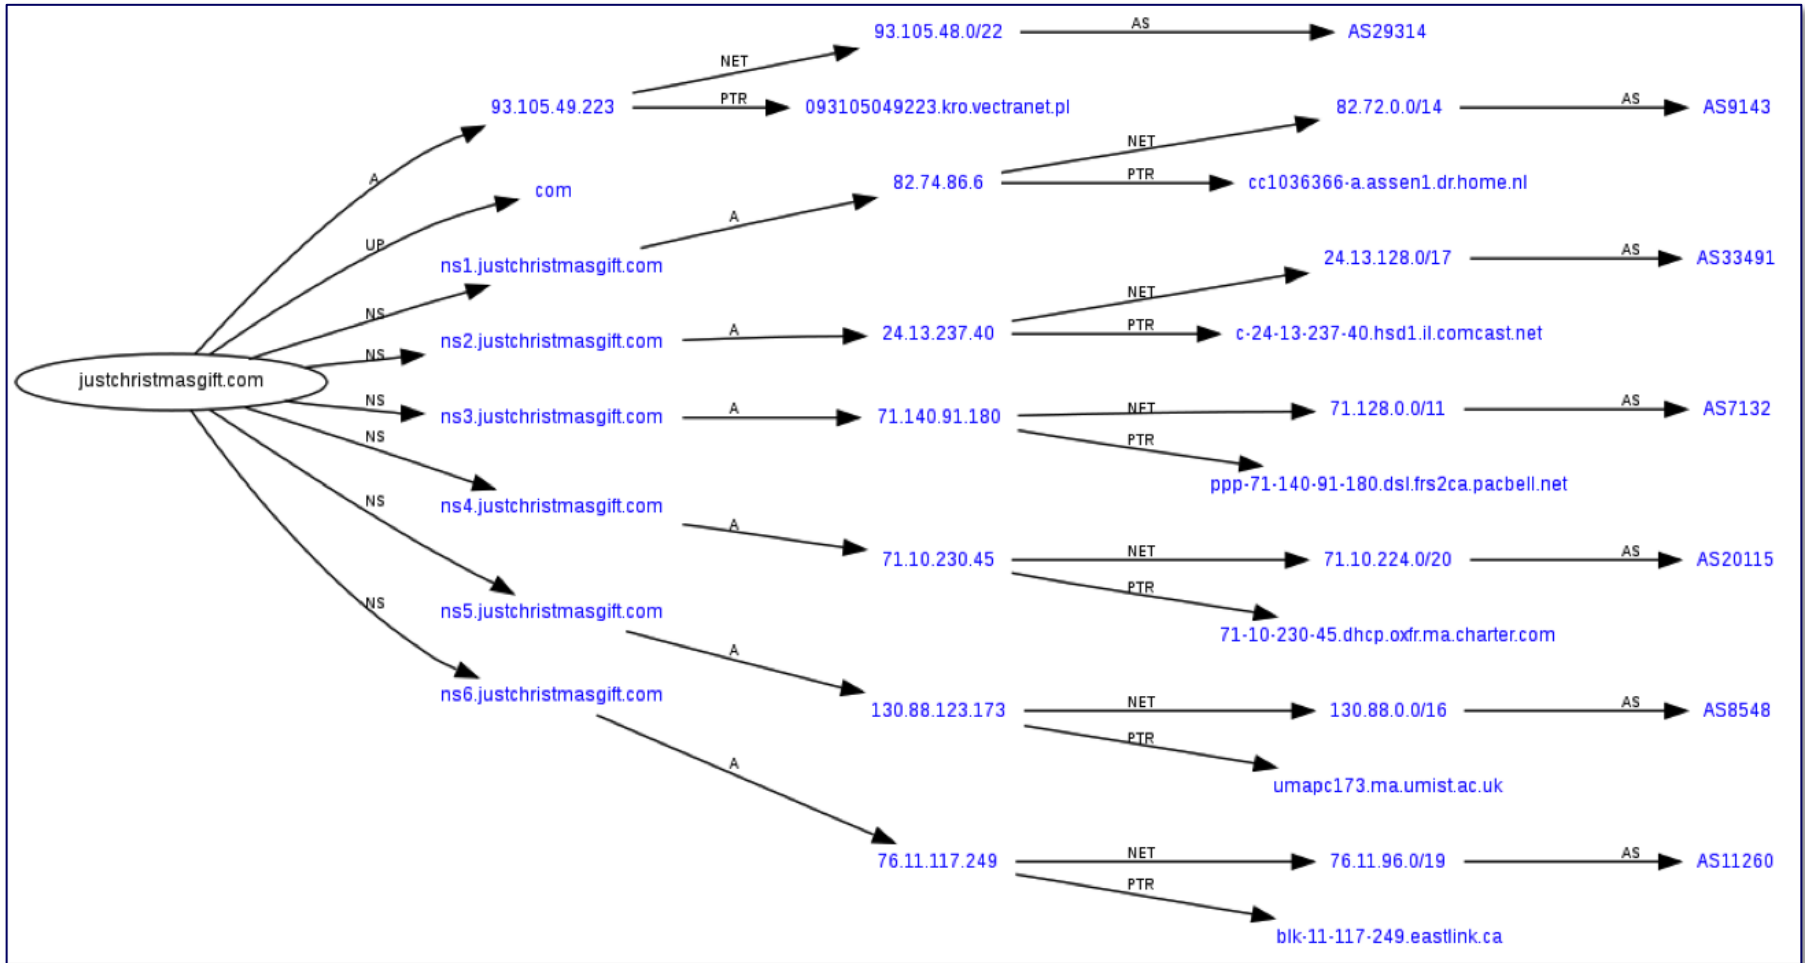 93.105.48.0/22 AS AS29314
NET
93.105.49.223 PTR 093105049223.kro.vectranet.pl 82.72.0.0/14 AS AS9143
NET
A com 82.74.86.6 PTR cc1036366-a.assen1.dr.home.nl
A
UP
ns1.justchristmasgift.com 24.13.128.0/17 AS AS33491
NET
NS
ns2.justchristmasgift.com A 24.13.237.40 PTR c-24-13-237-40.hsd1.il.comcast.net
NS
justchristmasgift.com
NS
ns3.justchristmasgift.com A 71.140.91.180 NET 71.128.0.0/11 AS AS7132
NS PTR
ppp-71-140-91-180.dsl.frs2ca.pacbell.net
NS
ns4.justchristmasgift.com
A
71.10.230.45 NET 71.10.224.0/20 AS AS20115
PTR
NS
ns5.justchristmasgift.com
71-10-230-45.dhcp.oxfr.ma.charter.com
A
ns6.justchristmasgift.com
130.88.123.173 NET 130.88.0.0/16 AS AS8548
PTR
A
umapc173.ma.umist.ac.uk
76.11.117.249 NET 76.11.96.0/19 AS AS11260
PTR
blk-11-117-249.eastlink.ca